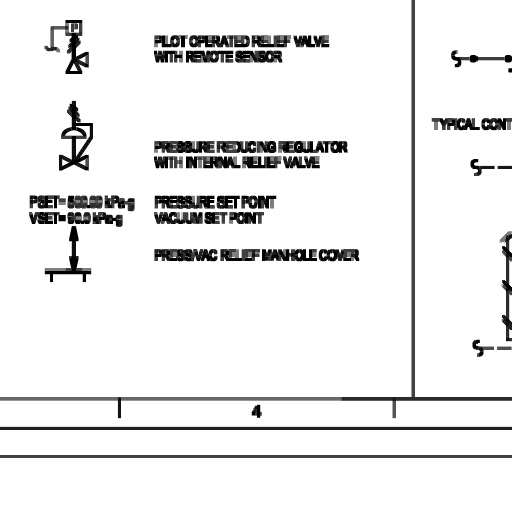 P
PILOT OPERATED RELIEF VALVE
WITH REMOTE SENSOR
PRESSURE REDUCING REGULATOR
WITH INTERNAL RELIEF VALVE
PSET= 500.00 kPa-g PRESSURE SET POINT
VSET= 90.0 kPa-g VACUUM SET POINT
PRESS/VAC RELIEF MANHOLE COVER
TYPICAL CONT
4